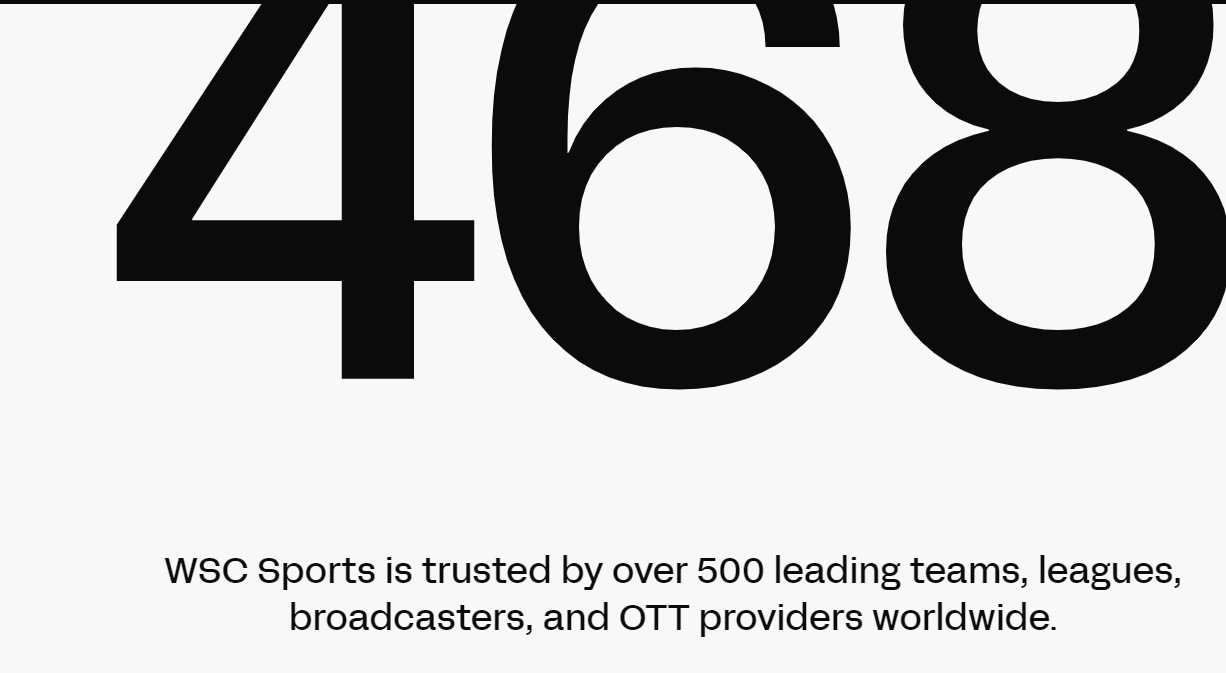 468
WSC Sports is trusted by over 500 leading teams, leagues,
broadcasters, and OTT providers worldwide.